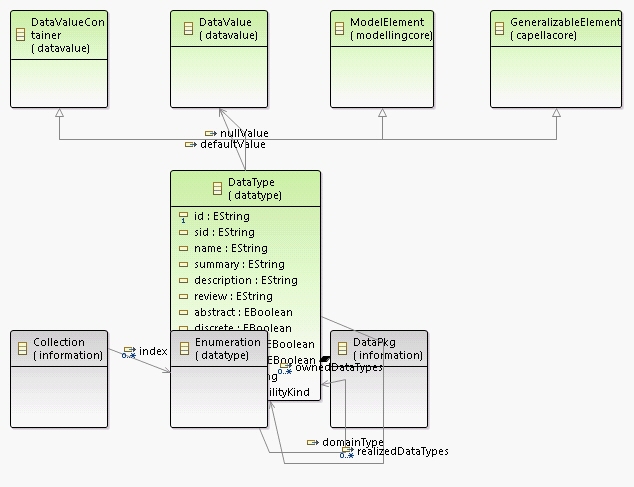 DataValueCon
tainer
( datavalue)
DataValue
( datavalue)
ModelElement
( modellingcore)
GeneralizableElement
( capellacore)
nullValue
defaultValue
DataType
( datatype)
id : EString
sid : EString
name : EString
summary : EString
description : EString
review : EString
abstract : EBoolean
discrete : EBoolean
EBoolean
EBoolean
ng
ilityKind
Collection
( information)
index
0..*
Enumeration
( datatype)
DataPkg
( information)
ownedDataTypes
0..*
domainType
realizedDataTypes
0..*